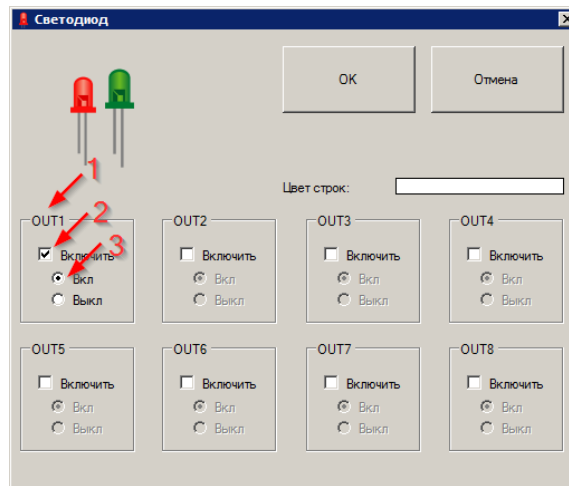 Светодиод
OK Отмена
1
Цвет строк:
OUT1 OUT2 OUT3 OUT4
2
Включить Включить Включить Включить
3
Вкл Вкл Вкл Вкл
Выкл Выкл Выкл Выкл
OUT5 OUT6 OUT7 OUT8
Включить Включить Включить Включить
Вкл Вкл Вкл Вкл
Выкл Выкл Выкл Выкл